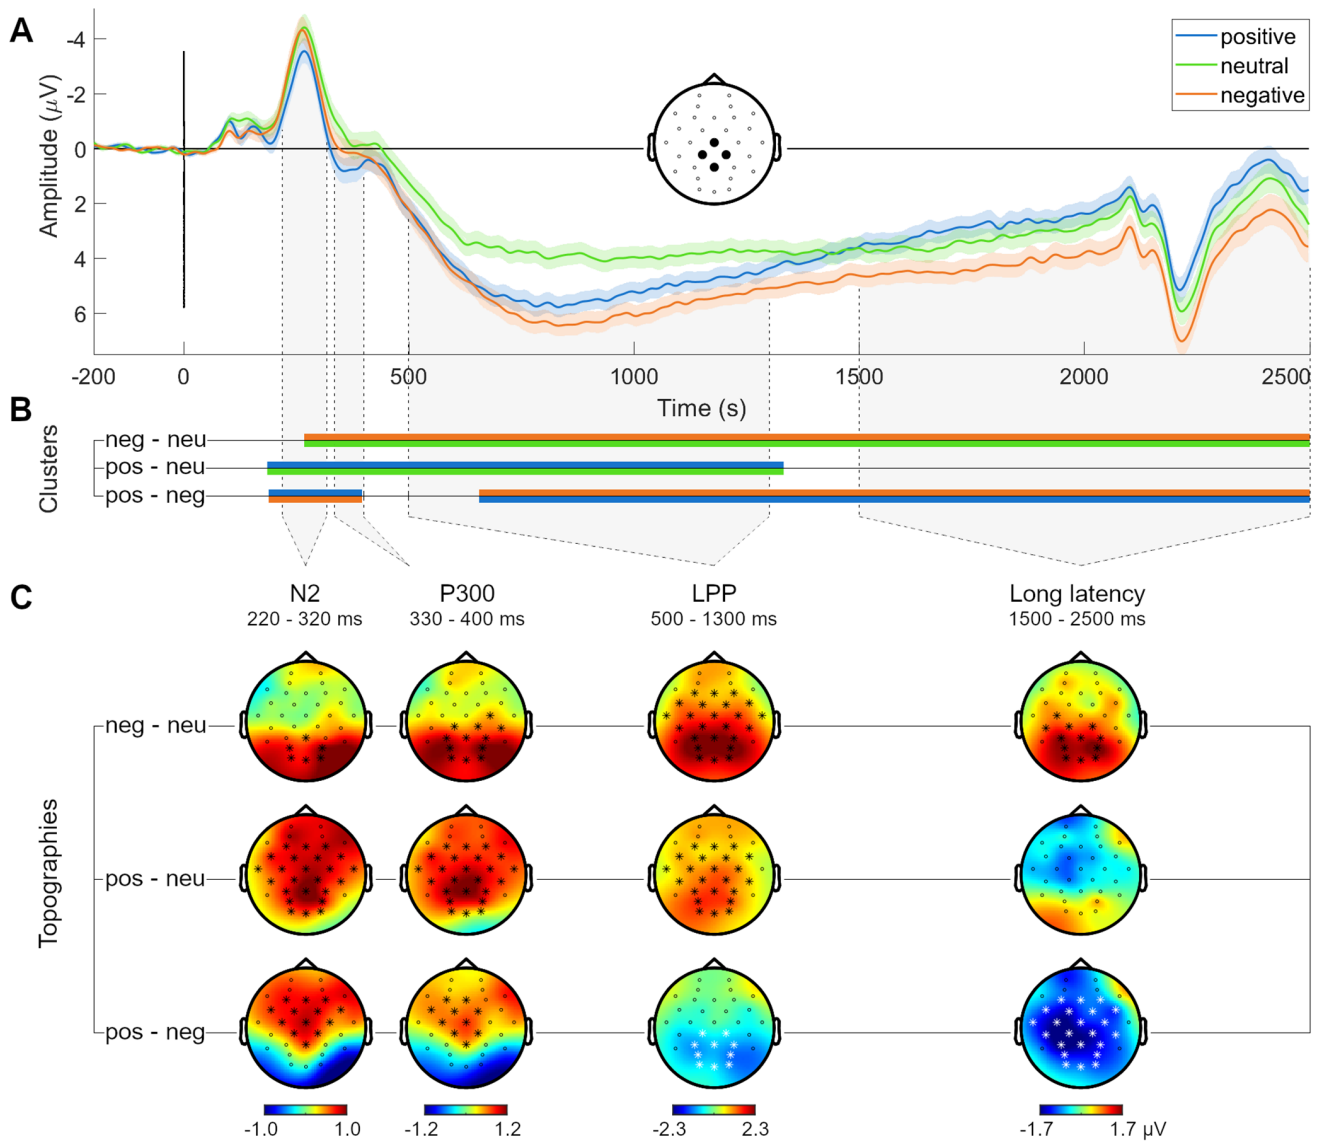 A
-4
-2
0
2
4
6
Amplitude (μV)
positive
neutral
negative
-200 0 500 1000 1500 2000 2500
Time (s)
B
Clusters
neg - neu
pos - neu
pos - neg
C
N2 P300 LPP Long latency
220 - 320 ms 330 - 400 ms 500 - 1300 ms 1500 - 2500 ms
Topographies
neg - neu
pos - neu
pos - neg
-1.0 1.0 -1.2 1.2 -2.3 2.3 -1.7 1.7 μV